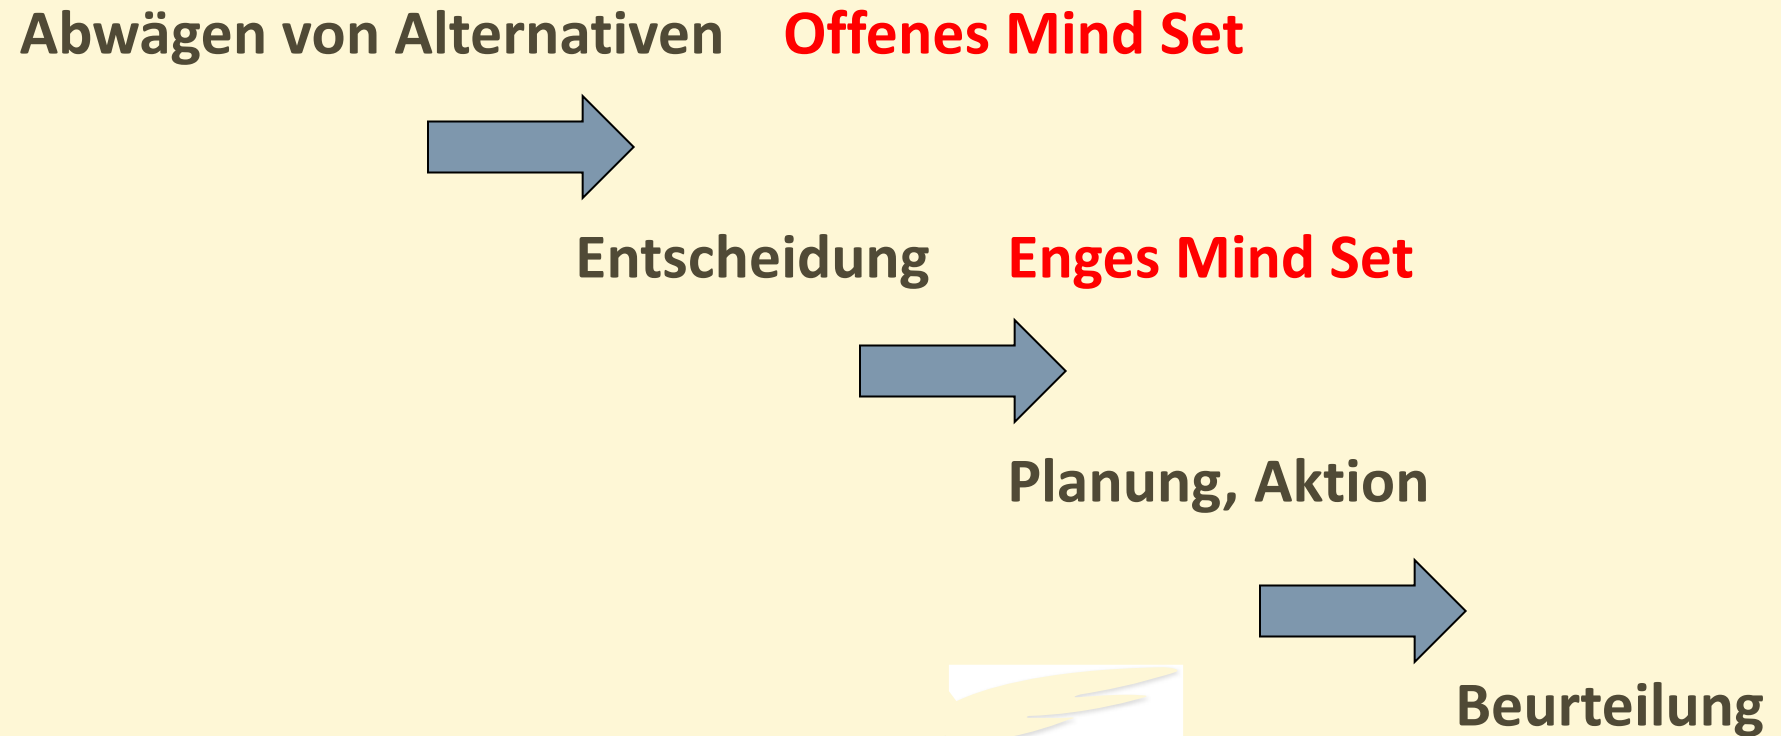 Abwägen von Alternativen Offenes Mind Set
Entscheidung Enges Mind Set
Planung, Aktion
Beurteilung